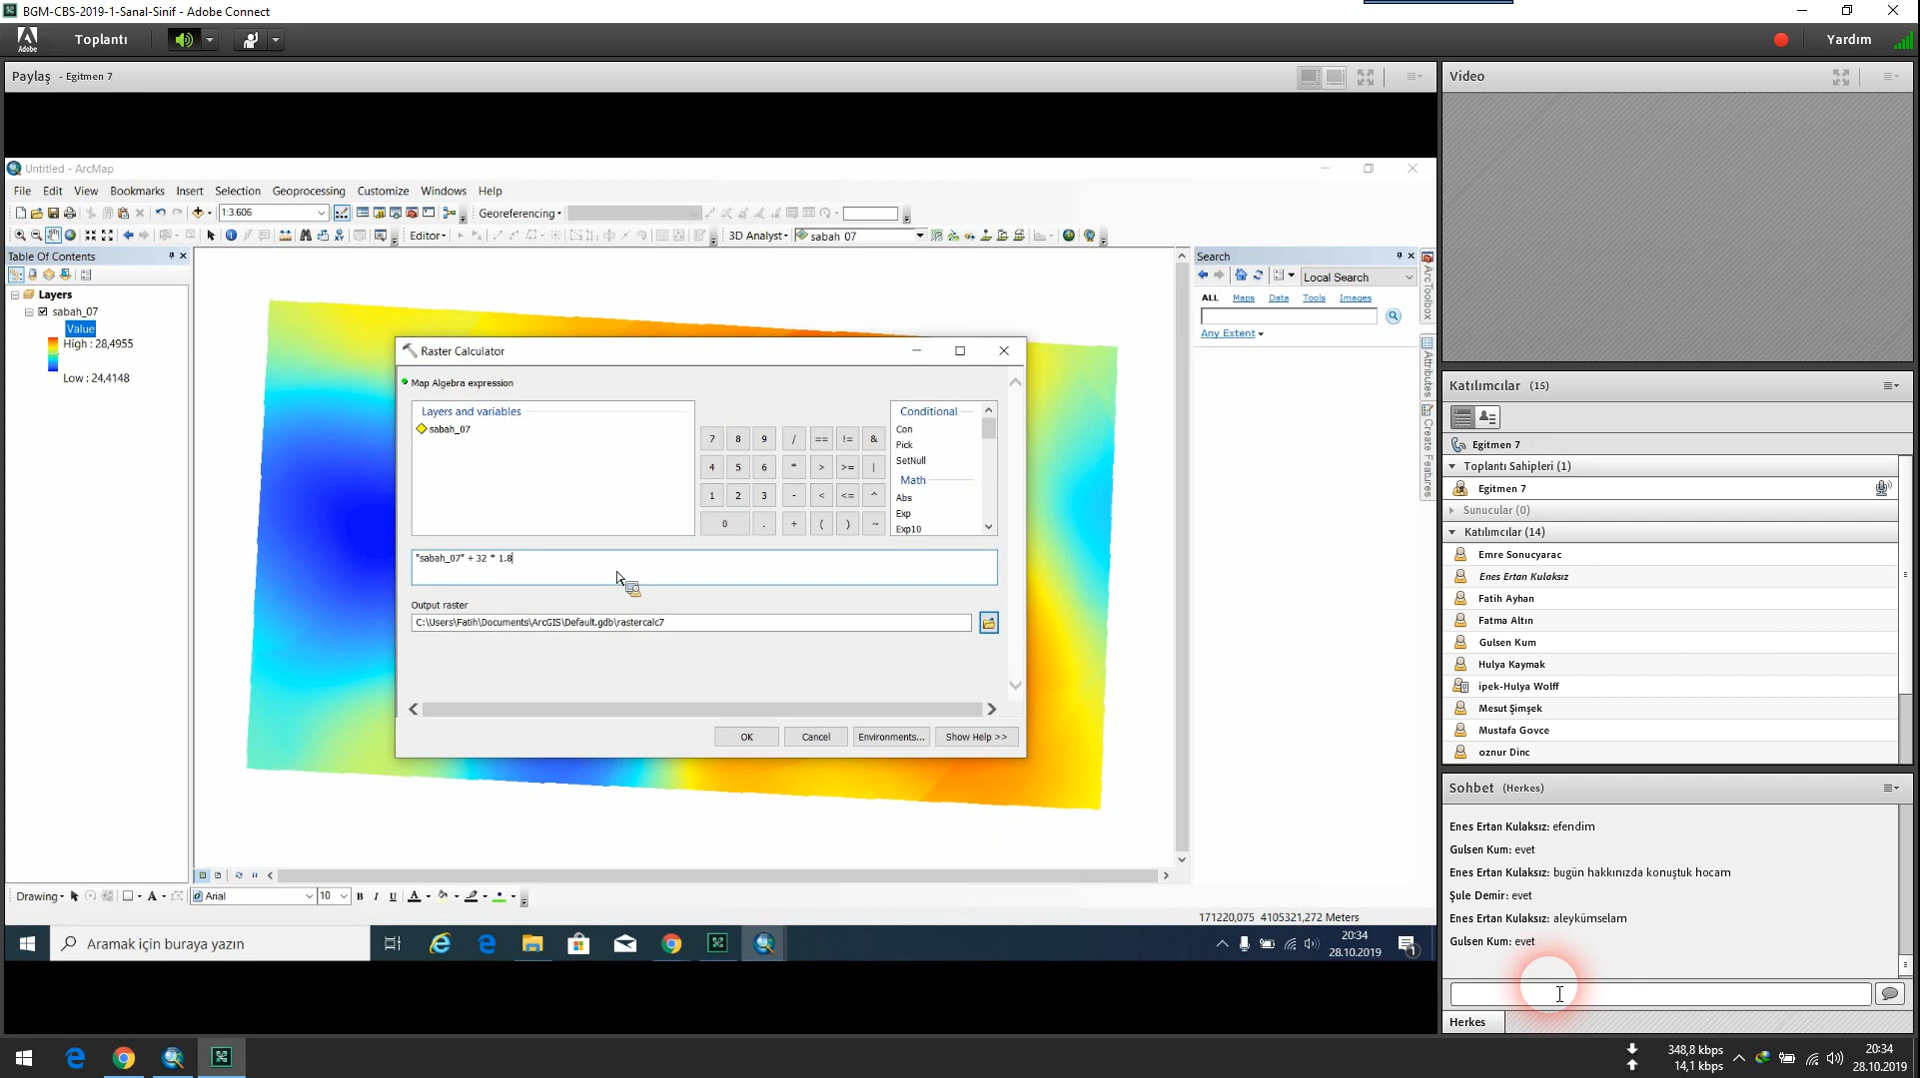 BGM-CBS-2019-1-Sanal-Sinif - Adobe Connect
Adobe
Toplantı
Yardım
Paylaş - Egitmen 7
Untitled - ArcMap
File Edit View Bookmarks Insert Selection Geoprocessing Customize Windows Help
1:3.606
Georeferencing
Editor
3D Analyst
sabah_07
Table Of Contents
Layers
sabah_07
Value
High : 28,4955
Low : 24,4148
Raster Calculator
Map Algebra expression
Layers and variables
sabah_07
7 8 9 / == != &
4 5 6 * > >= |
1 2 3 - < <= ^
0 . + ( ) ~
Conditional
Con
Pick
SetNull
Math
Abs
Exp
Exp10
"sabah_07" + 32 * 1.8
Output raster
C:\Users\Fatih\Documents\ArcGIS\Default.gdb\rastercalc7
OK Cancel Environments... Show Help >>
Search
Local Search
ALL Maps Data Tools Images
Any Extent
ArcToolbox
Attributes
Create Features
Drawing
A
Arial
10
B I U A
171220,075 4105321,272 Meters
Aramak için buraya yazın
20:34
28.10.2019
1
Video
Katılımcılar (15)
Egitmen 7
Toplantı Sahipleri (1)
Egitmen 7
Sunucular (0)
Katılımcılar (14)
Emre Sonucyarac
Enes Ertan Kulaksız
Fatih Ayhan
Fatma Altın
Gulsen Kum
Hulya Kaymak
ipek-Hulya Wolff
Mesut Şimşek
Mustafa Govce
oznur Dinc
Sohbet (Herkes)
Enes Ertan Kulaksız: efendim
Gulsen Kum: evet
Enes Ertan Kulaksız: bugün hakkınızda konuştuk hocam
Şule Demir: evet
Enes Ertan Kulaksız: aleykümselam
Gulsen Kum: evet
Herkes
348,8 kbps
14,1 kbps
20:34
28.10.2019